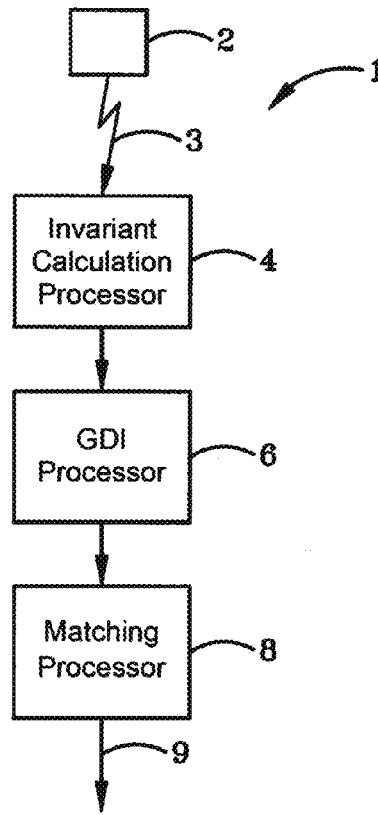 2
1
3
Invariant
Calculation
Processor
4
GDI
Processor
6
Matching
Processor
8
9